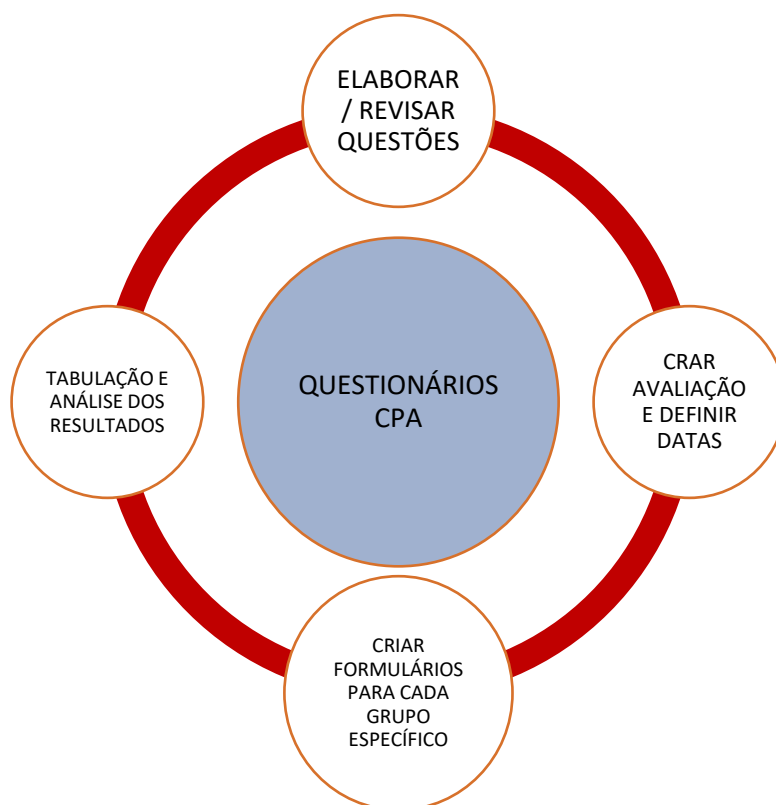 ELABORAR
/ REVISAR
QUESTÕES
CRAR
AVALIAÇÃO
E DEFINIR
DATAS
CRIAR
FORMULÁRIOS
PARA CADA
GRUPO
ESPECÍFICO
TABULAÇÃO E
ANÁLISE DOS
RESULTADOS
QUESTIONÁRIOS
CPA